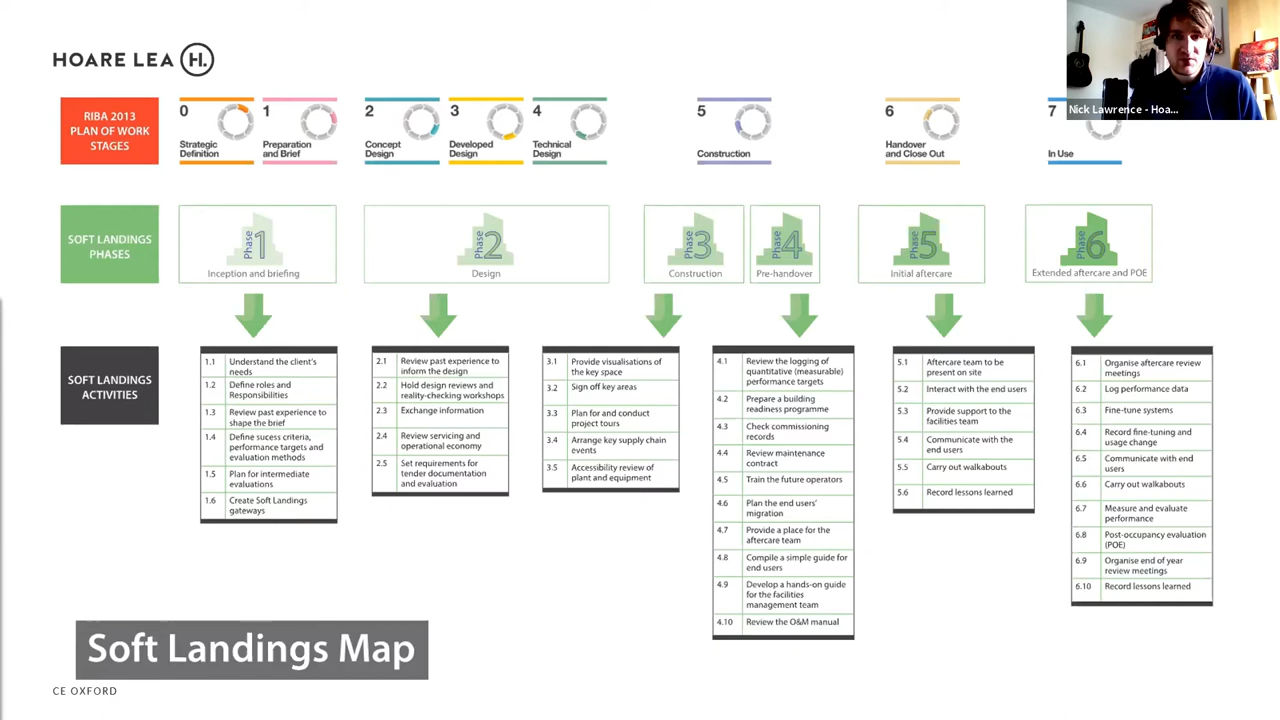 HOARE LEA H.
Nick Lawrence - Hoa...
RIBA 2013
PLAN OF WORK
STAGES
0
Strategic
Definition
1
Preparation
and Brief
2
Concept
Design
3
Developed
Design
4
Technical
Design
5
Construction
6
Handover
and Close Out
7
In Use
SOFT LANDINGS
PHASES
Phase 1
Inception and briefing
Phase 2
Design
Phase 3
Construction
Phase 4
Pre-handover
Phase 5
Initial aftercare
Phase 6
Extended aftercare and POE
SOFT LANDINGS
ACTIVITIES
1.1 Understand the client's
needs
1.2 Define roles and
Responsibilities
1.3 Review past experience to
shape the brief
1.4 Define sucess criteria,
performance targets and
evaluation methods
1.5 Plan for intermediate
evaluations
1.6 Create Soft Landings
gateways
2.1 Review past experience to
inform the design
2.2 Hold design reviews and
reality-checking workshops
2.3 Exchange information
2.4 Review servicing and
operational economy
2.5 Set requirements for
tender documentation
and evaluation
3.1 Provide visualisations of
the key space
3.2 Sign off key areas
3.3 Plan for and conduct
project tours
3.4 Arrange key supply chain
events
3.5 Accessibility review of
plant and equipment
4.1 Review the logging of
quantitative (measurable)
performance targets
4.2 Prepare a building
readiness programme
4.3 Check commissioning
records
4.4 Review maintenance
contract
4.5 Train the future operators
4.6 Plan the end users'
migration
4.7 Provide a place for the
aftercare team
4.8 Compile a simple guide for
end users
4.9 Develop a hands-on guide
for the facilities
management team
4.10 Review the O&M manual
5.1 Aftercare team to be
present on site
5.2 Interact with the end users
5.3 Provide support to the
facilities team
5.4 Communicate with the
end users
5.5 Carry out walkabouts
5.6 Record lessons learned
6.1 Organise aftercare review
meetings
6.2 Log performance data
6.3 Fine-tune systems
6.4 Record fine-tuning and
usage change
6.5 Communicate with end
users
6.6 Carry out walkabouts
6.7 Measure and evaluate
performance
6.8 Post-occupancy evaluation
(POE)
6.9 Organise end of year
review meetings
6.10 Record lessons learned
Soft Landings Map
CE OXFORD